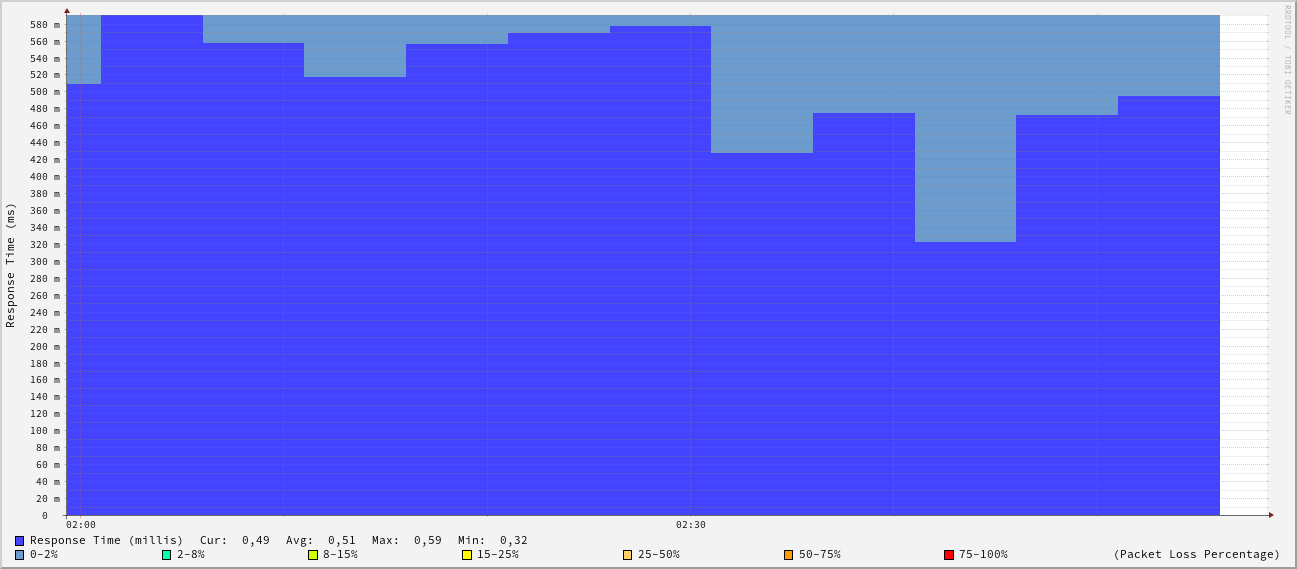 RRDTOOL / TOBI OETIKER
Response Time (ms)
580 m
560 m
540 m
520 m
500 m
480 m
460 m
440 m
420 m
400 m
380 m
360 m
340 m
320 m
300 m
280 m
260 m
240 m
220 m
200 m
180 m
160 m
140 m
120 m
100 m
80 m
60 m
40 m
20 m
0
02:00 02:30
Response Time (millis) Cur: 0,49 Avg: 0,51 Max: 0,59 Min: 0,32
0-2% 2-8% 8-15% 15-25% 25-50% 50-75% 75-100% (Packet Loss Percentage)